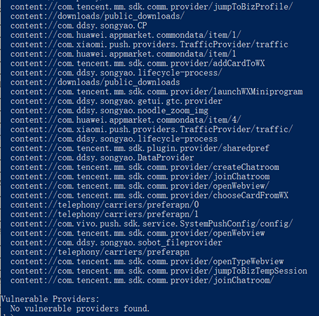 content://com.tencent.mm.sdk.comm.provider/jumpToBizProfile/
content://downloads/public_downloads/
content://com.ddsy.songyao.CP
content://com.huawei.appmarket.commondata/item/1/
content://com.xiaomi.push.providers.TrafficProvider/traffic
content://com.huawei.appmarket.commondata/item/1
content://com.tencent.mm.sdk.comm.provider/addCardToWX
content://com.ddsy.songyao.lifecycle-process/
content://downloads/public_downloads
content://com.tencent.mm.sdk.comm.provider/launchWXMiniprogram
content://com.ddsy.songyao.getui.gtc.provider
content://com.ddsy.songyao.noodle_zoom_img
content://com.huawei.appmarket.commondata/item/4/
content://com.xiaomi.push.providers.TrafficProvider/traffic/
content://com.ddsy.songyao.lifecycle-process
content://com.tencent.mm.sdk.plugin.provider/sharedpref
content://com.ddsy.songyao.DataProvider
content://com.tencent.mm.sdk.comm.provider/createChatroom
content://com.tencent.mm.sdk.comm.provider/joinChatroom
content://com.tencent.mm.sdk.comm.provider/openWebview/
content://com.tencent.mm.sdk.comm.provider/chooseCardFromWX
content://telephony/carriers/preferapn/0
content://telephony/carriers/preferapn/1
content://com.vivo.push.sdk.service.SystemPushConfig/config/
content://com.tencent.mm.sdk.comm.provider/openWebview
content://com.ddsy.songyao.sobot_fileprovider
content://telephony/carriers/preferapn
content://com.tencent.mm.sdk.comm.provider/openTypeWebview
content://com.tencent.mm.sdk.comm.provider/jumpToBizTempSession
content://com.tencent.mm.sdk.comm.provider/joinChatroom/
Vulnerable Providers:
No vulnerable providers found.